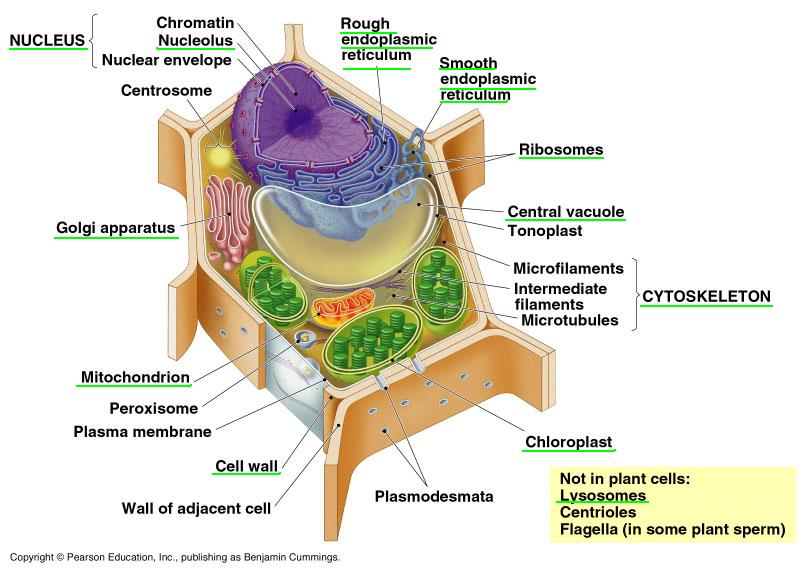 NUCLEUS
Chromatin
Nucleolus
Nuclear envelope
Centrosome
Rough
endoplasmic
reticulum
Smooth
endoplasmic
reticulum
Ribosomes
Golgi apparatus
Central vacuole
Tonoplast
Microfilaments
Intermediate
filaments
Microtubules
CYTOSKELETON
Mitochondrion
Peroxisome
Plasma membrane
Cell wall
Wall of adjacent cell
Plasmodesmata
Chloroplast
Not in plant cells:
Lysosomes
Centrioles
Flagella (in some plant sperm)
Copyright © Pearson Education, Inc., publishing as Benjamin Cummings.